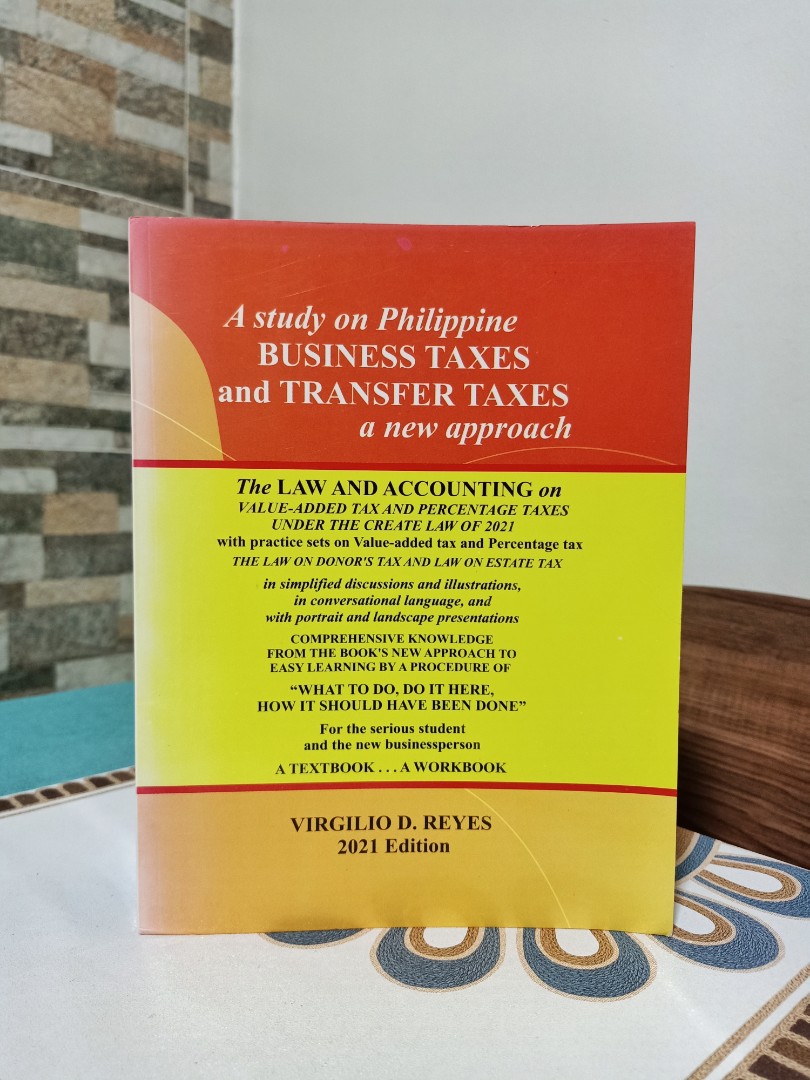 A study on Philippine
BUSINESS TAXES
and TRANSFER TAXES
a new approach
The LAW AND ACCOUNTING on
VALUE-ADDED TAX AND PERCENTAGE TAXES
UNDER THE CREATE LAW OF 2021
with practice sets on Value-added tax and Percentage tax
THE LAW ON DONOR'S TAX AND LAW ON ESTATE TAX
in simplified discussions and illustrations,
in conversational language, and
with portrait and landscape presentations
COMPREHENSIVE KNOWLEDGE
FROM THE BOOK'S NEW APPROACH TO
EASY LEARNING BY A PROCEDURE OF
“WHAT TO DO, DO IT HERE,
HOW IT SHOULD HAVE BEEN DONE”
For the serious student
and the new businessperson
A TEXTBOOK . . . A WORKBOOK
VIRGILIO D. REYES
2021 Edition